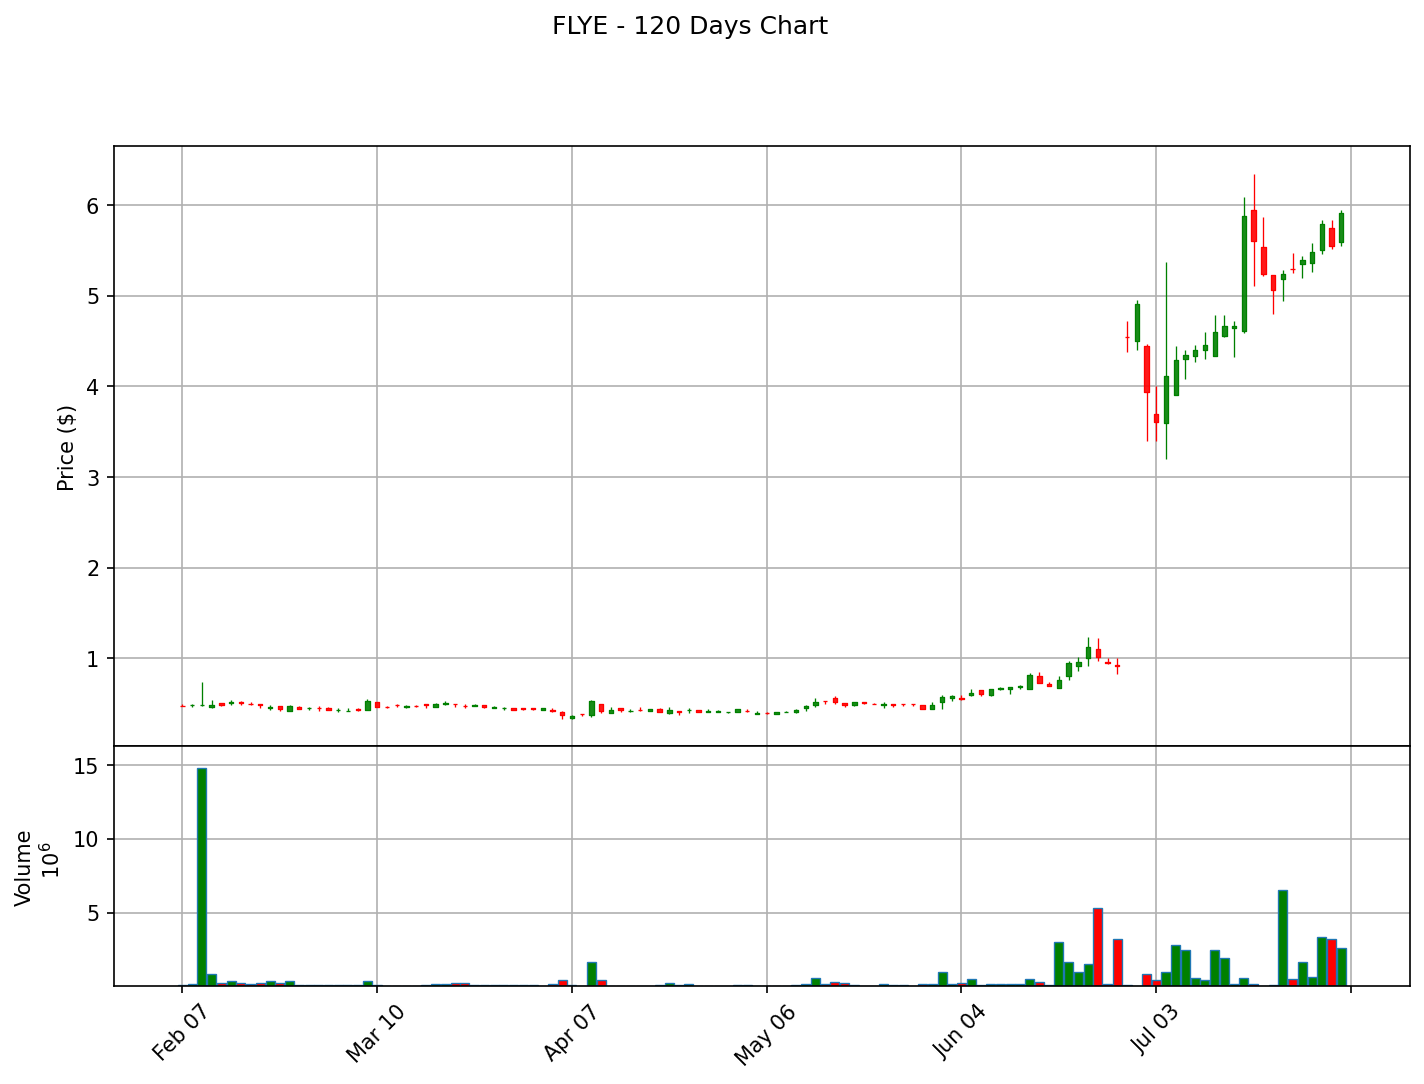 FLYE - 120 Days Chart
Price ($)
6
5
4
3
2
1
Volume
10⁶
15
10
5
Feb 07
Mar 10
Apr 07
May 06
Jun 04
Jul 03